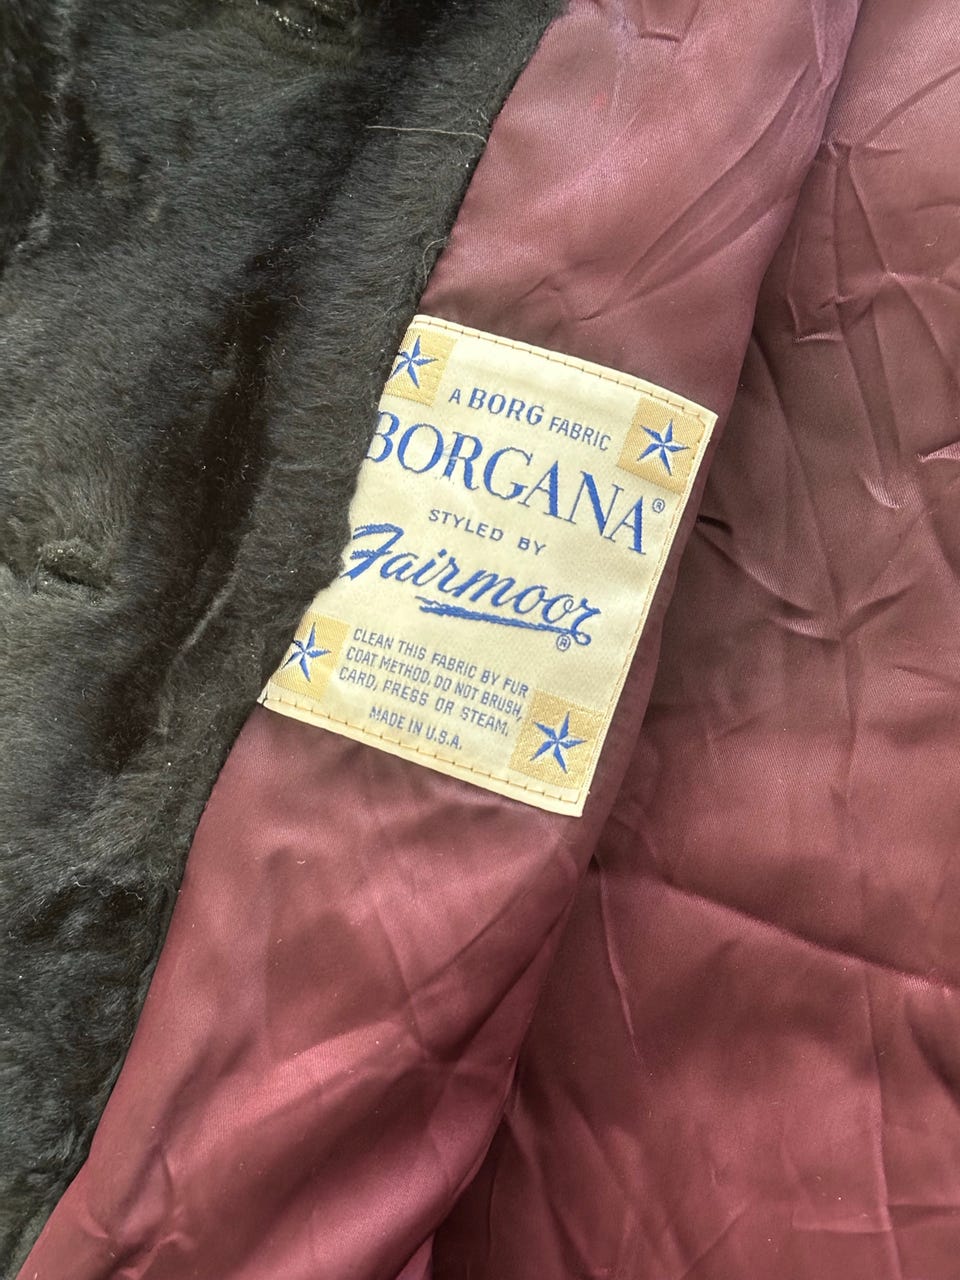 A BORG FABRIC
BORGANA®
STYLED BY
Fairmoor
®
CLEAN THIS FABRIC BY FUR
COAT METHOD. DO NOT BRUSH,
CARD, PRESS OR STEAM.
MADE IN U.S.A.